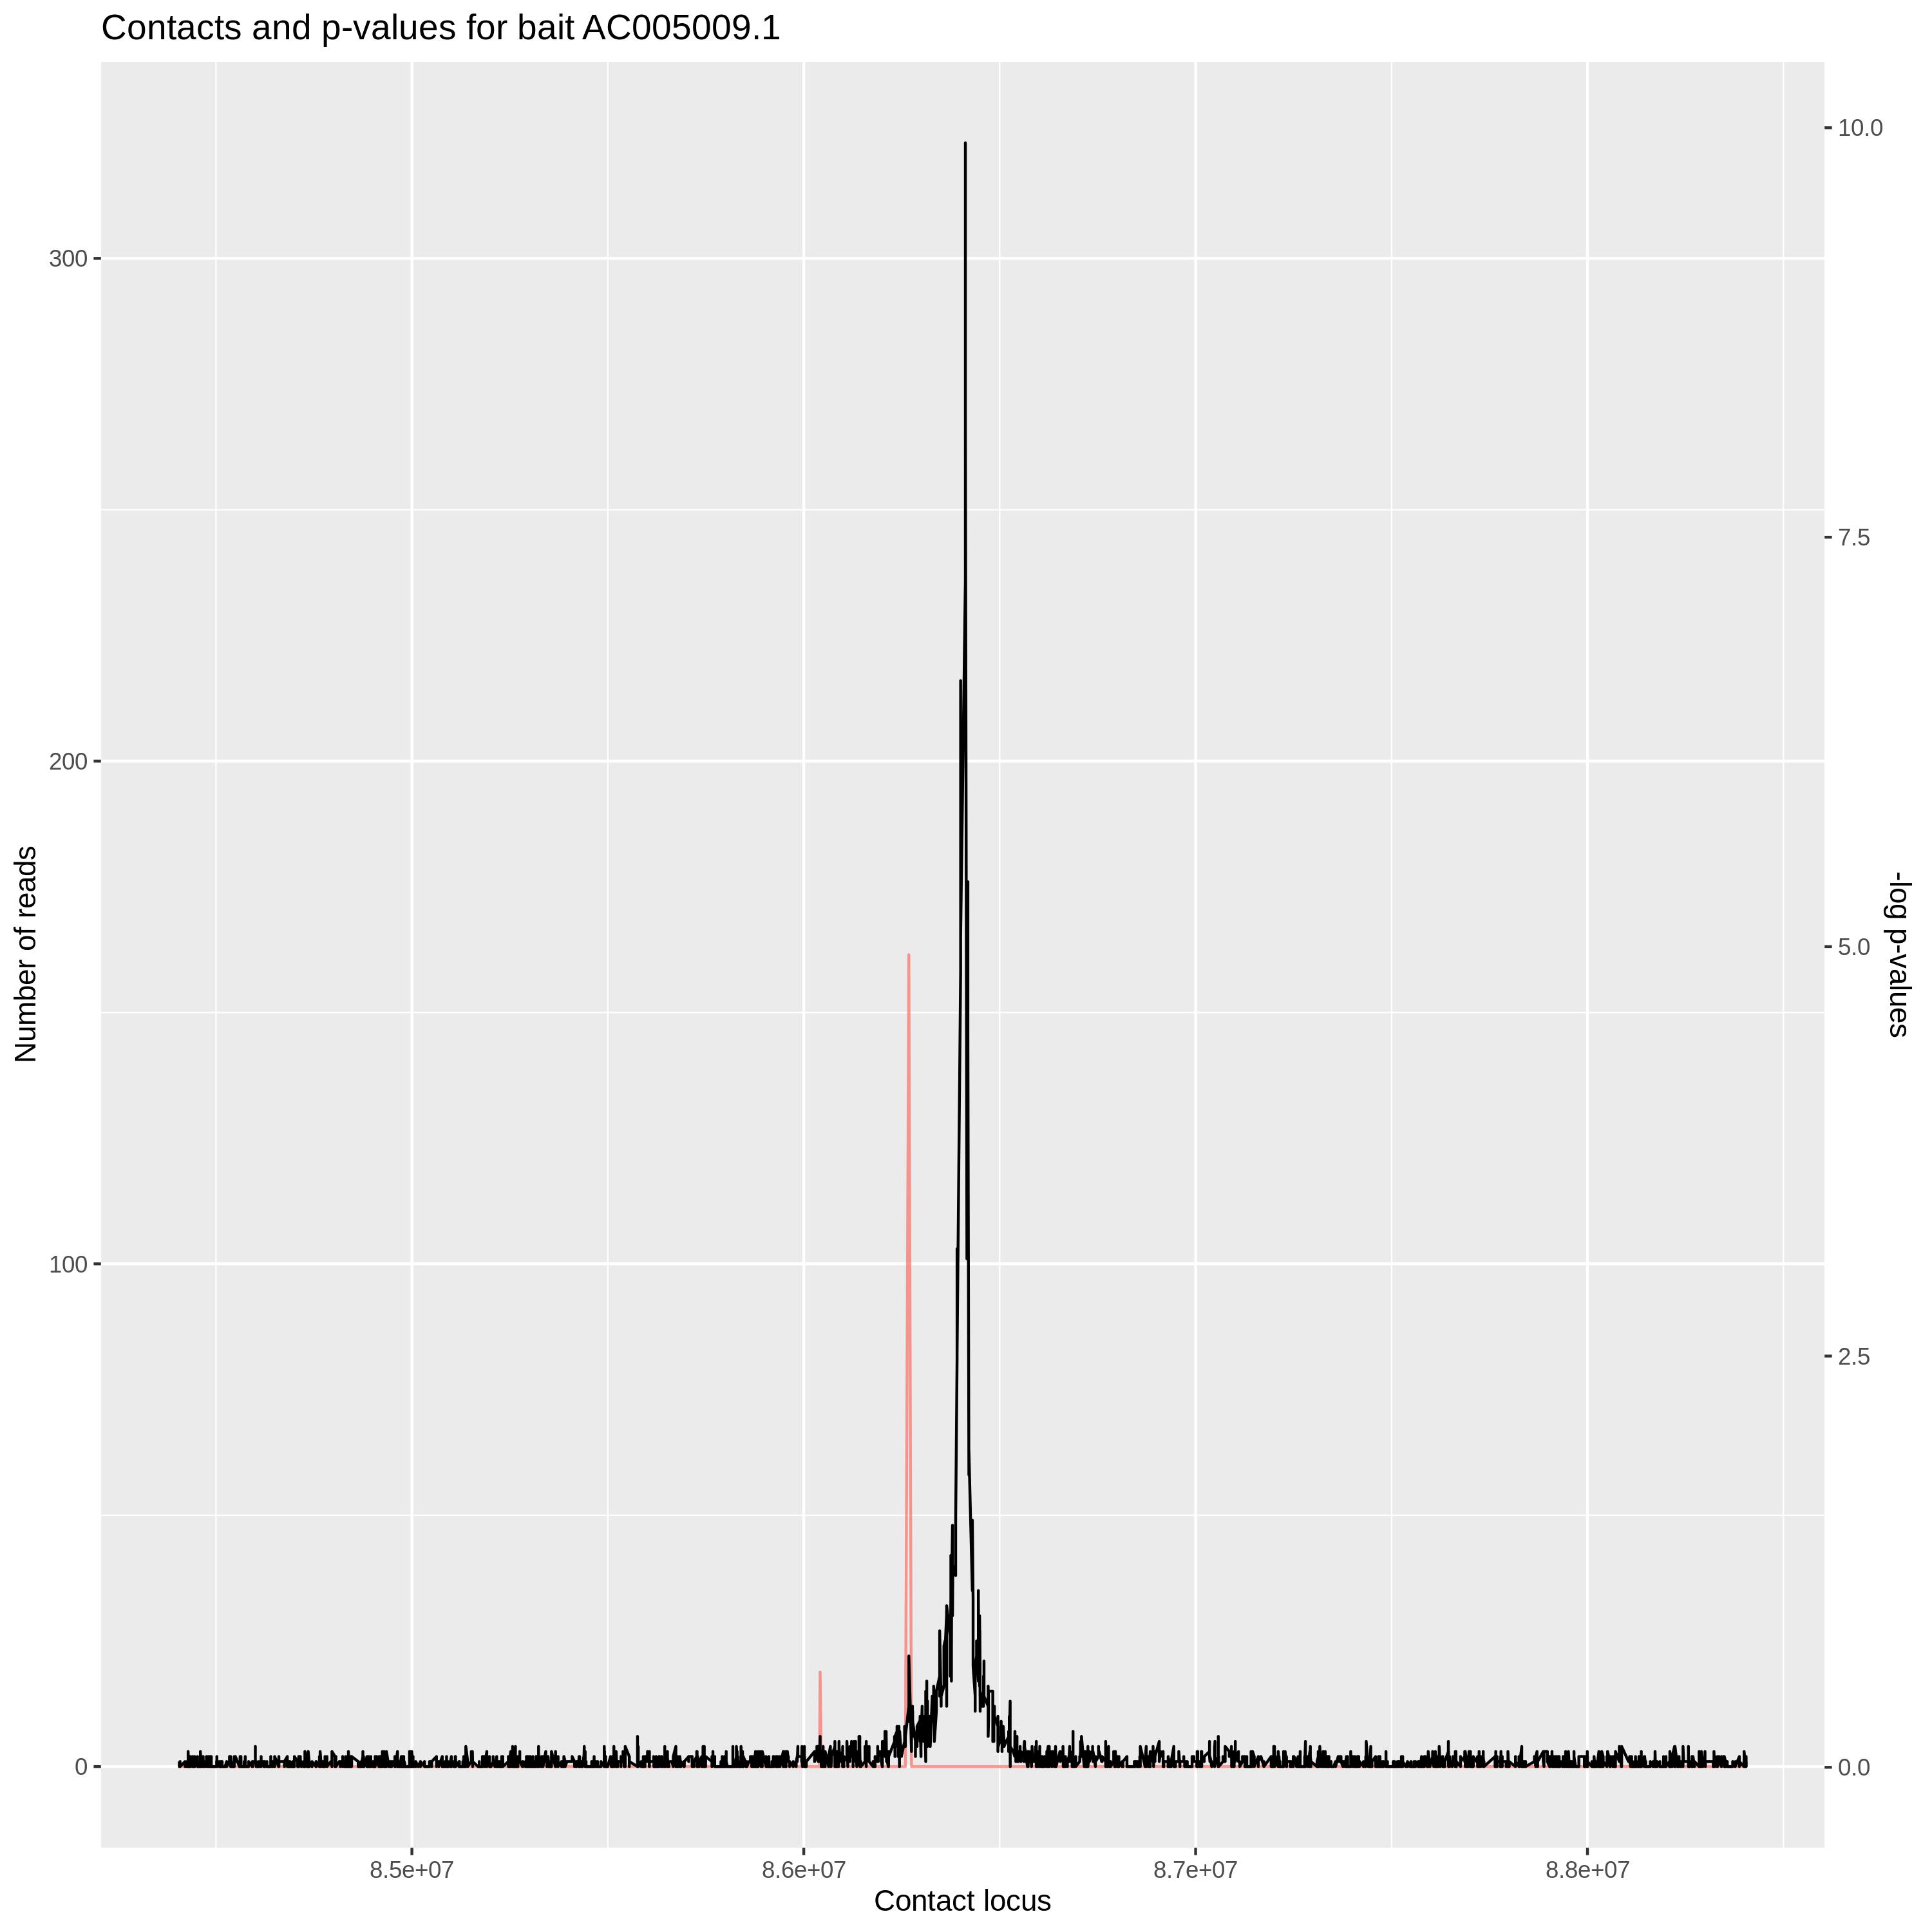 Contacts and p-values for bait AC005009.1
300
200
100
0
Number of reads
10.0
7.5
5.0
2.5
0.0
-log p-values
8.5e+07
8.6e+07
8.7e+07
8.8e+07
Contact locus